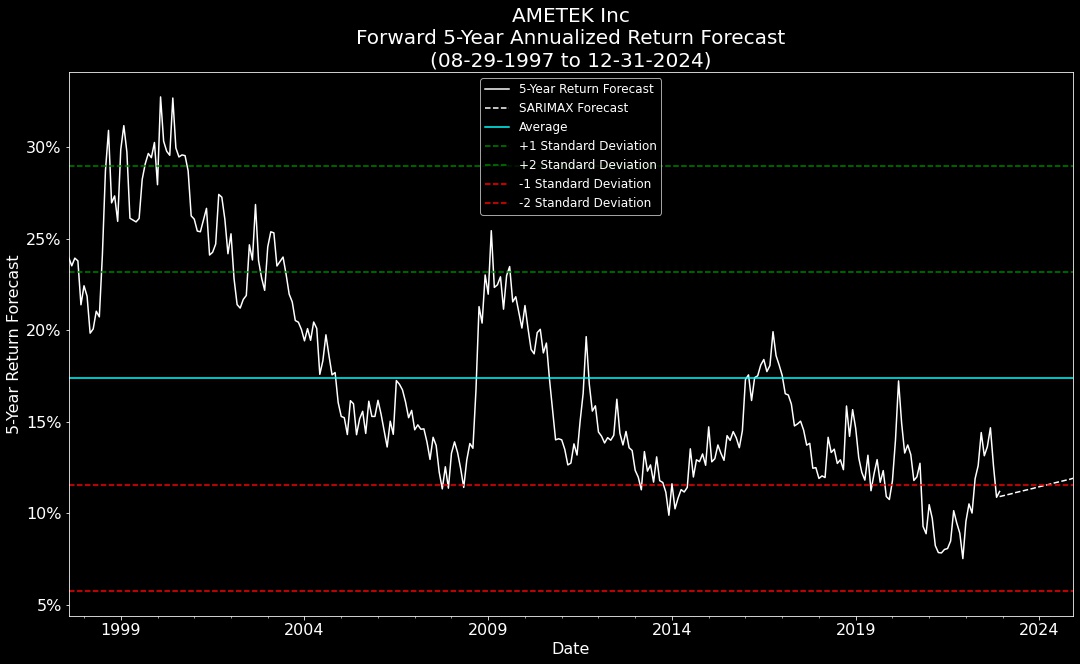 AMETEK Inc
Forward 5-Year Annualized Return Forecast
(08-29-1997 to 12-31-2024)
5-Year Return Forecast
SARIMAX Forecast
Average
+1 Standard Deviation
+2 Standard Deviation
-1 Standard Deviation
-2 Standard Deviation
5-Year Return Forecast
30%
25%
20%
15%
10%
5%
1999 2004 2009 2014 2019 2024
Date